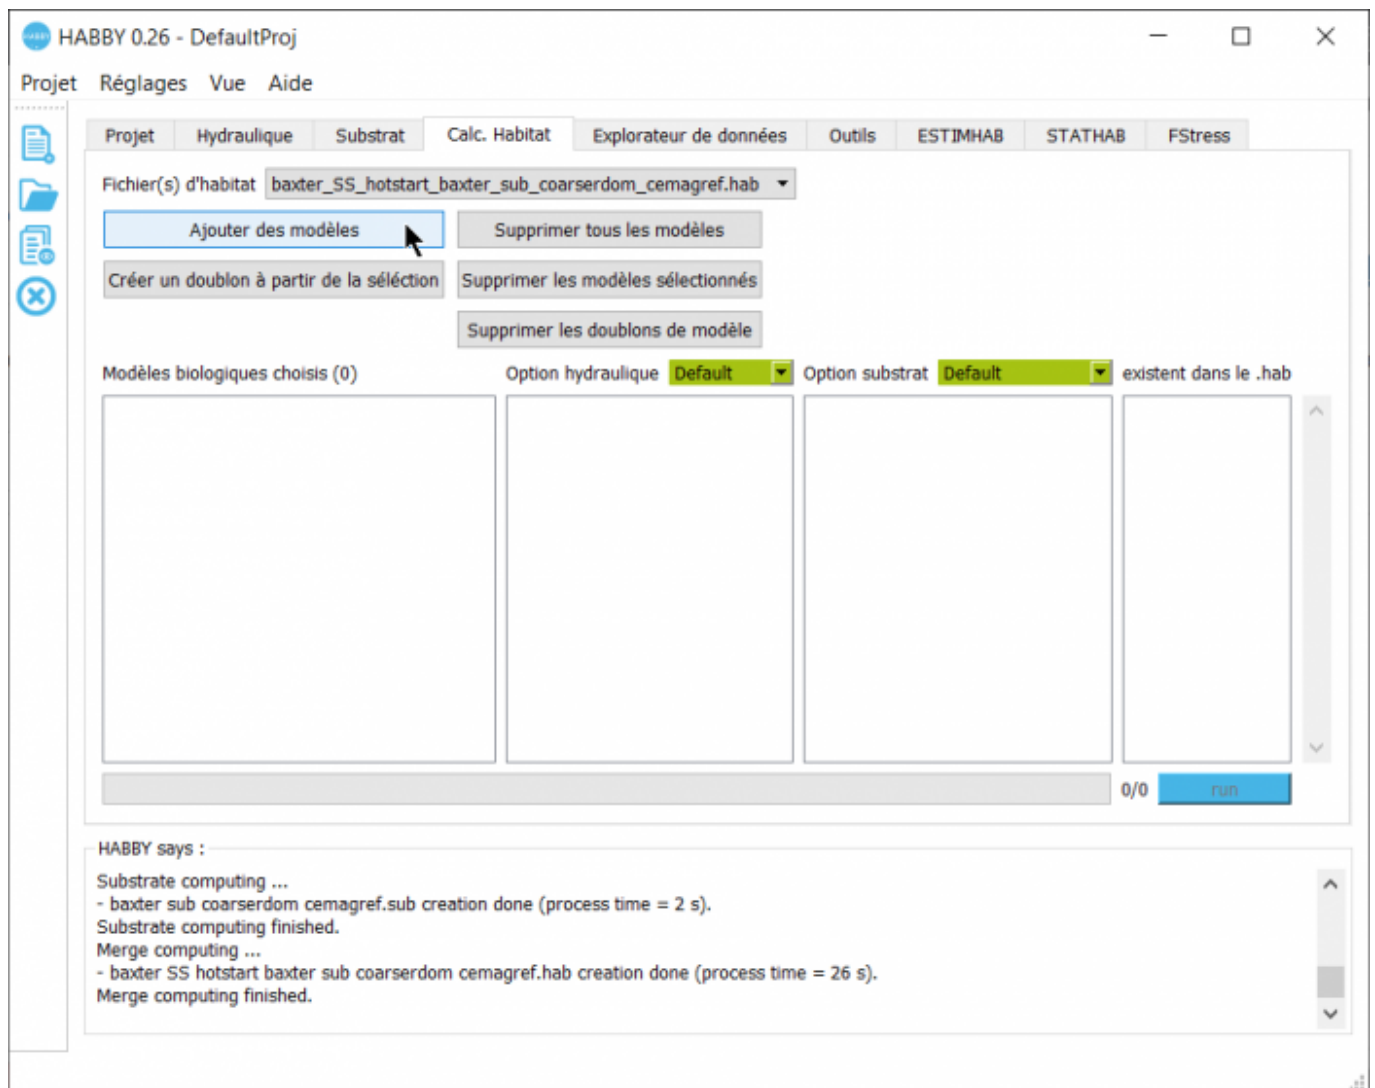 HABBY 0.26 - DefaultProj
Projet Réglages Vue Aide
Projet Hydraulique Substrat Calc. Habitat Explorateur de données Outils ESTIMHAB STATHAB FStress
Fichier(s) d'habitat baxter_SS_hotstart_baxter_sub_coarserdom_cemagref.hab
Ajouter des modèles Supprimer tous les modèles
Créer un doublon à partir de la séléction Supprimer les modèles sélectionnés
Supprimer les doublons de modèle
Modèles biologiques choisis (0) Option hydraulique Default Option substrat Default existent dans le .hab
0/0 run
HABBY says :
Substrate computing ...
- baxter sub coarserdom cemagref.sub creation done (process time = 2 s).
Substrate computing finished.
Merge computing ...
- baxter SS hotstart baxter sub coarserdom cemagref.hab creation done (process time = 26 s).
Merge computing finished.